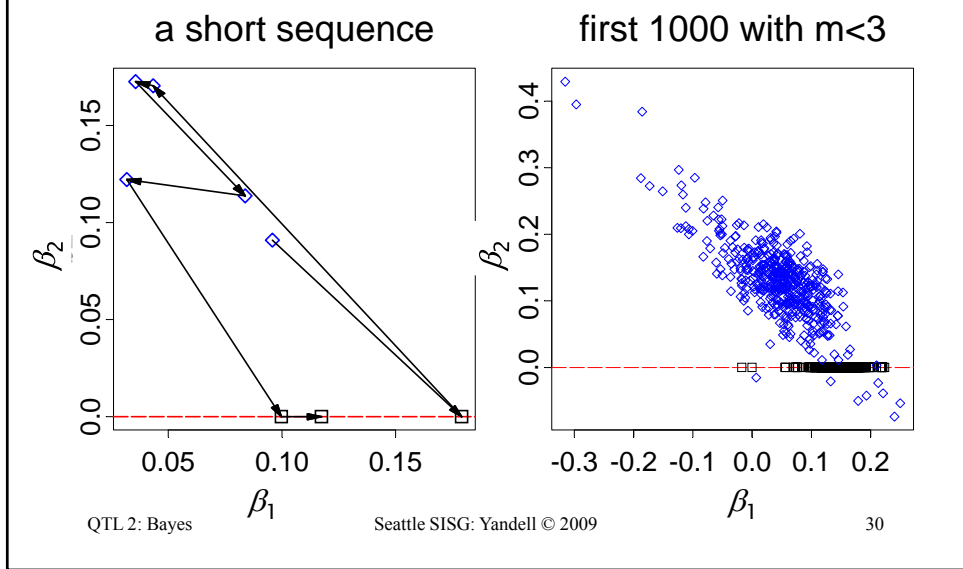 a short sequence
first 1000 with m<3
0.15
0.10
0.05
0.0
β₂
0.05 0.10 0.15
β₁
0.4
0.3
0.2
0.1
0.0
β₂
-0.3 -0.2 -0.1 0.0 0.1 0.2
β₁
QTL 2: Bayes
Seattle SISG: Yandell © 2009
30